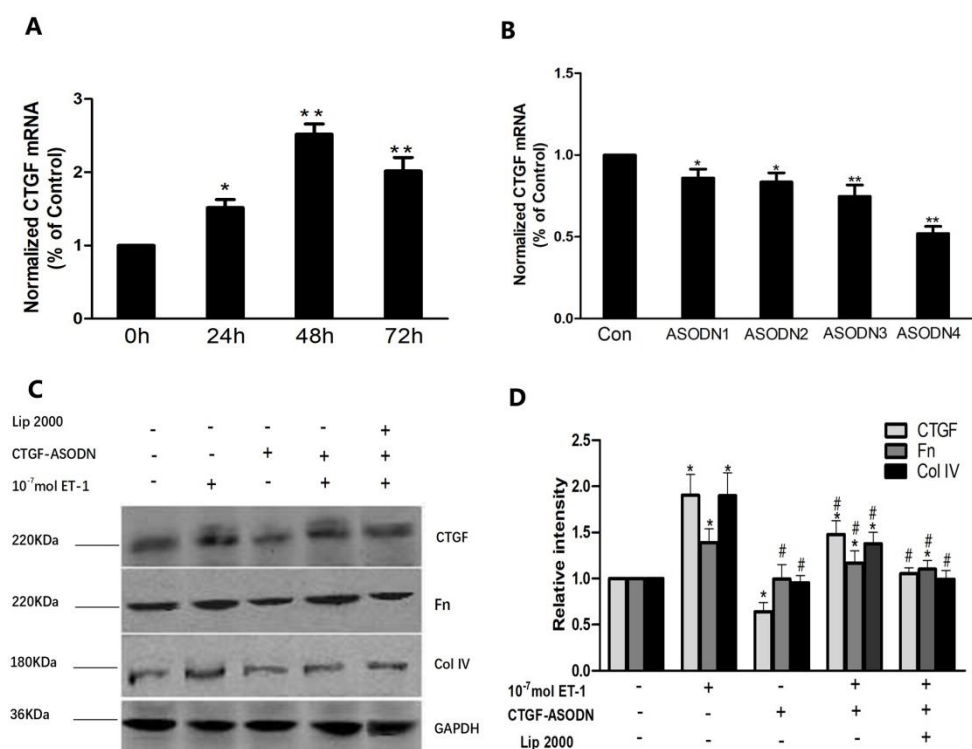 A
Normalized CTGF mRNA
(% of Control)
3
2
1
0
*
**
**
0h 24h 48h 72h
B
Normalized CTGF mRNA
(% of Control)
1.5
1.0
0.5
0.0
*
*
**
**
Con ASODN1 ASODN2 ASODN3 ASODN4
C
Lip 2000 - - - - +
CTGF-ASODN - - + + +
10-7mol ET-1 - + - + +
220KDa CTGF
220KDa Fn
180KDa Col IV
36KDa GAPDH
D
CTGF
Fn
Col IV
Relative intensity
2.5
2.0
1.5
1.0
0.5
0.0
* * *
* # #
# # #
* * *
# # # #
*
10-7mol ET-1 - + - + +
CTGF-ASODN - - + + +
Lip 2000 - - - - +